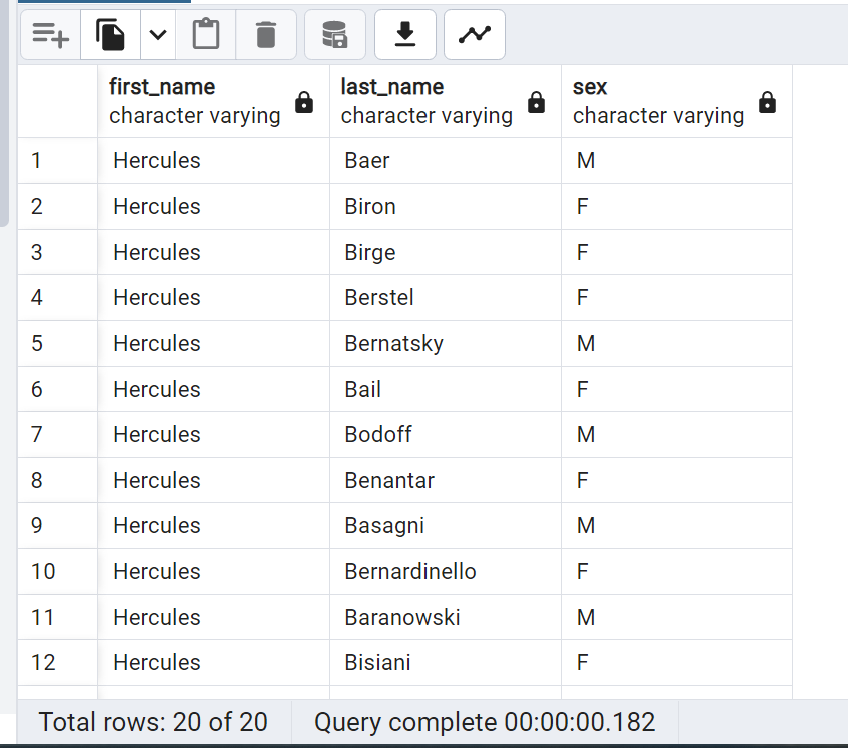 first_name last_name sex
character varying character varying character varying
1 Hercules Baer M
2 Hercules Biron F
3 Hercules Birge F
4 Hercules Berstel F
5 Hercules Bernatsky M
6 Hercules Bail F
7 Hercules Bodoff M
8 Hercules Benantar F
9 Hercules Basagni M
10 Hercules Bernardinello F
11 Hercules Baranowski M
12 Hercules Bisiani F
Total rows: 20 of 20 Query complete 00:00:00.182